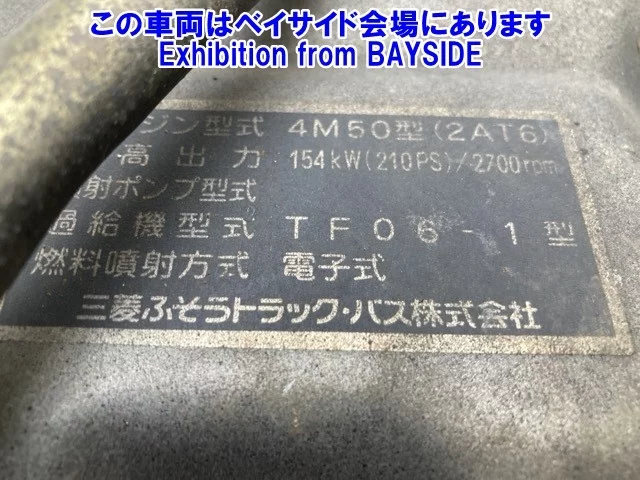 この車両はベイサイド会場にあります
Exhibition from BAYSIDE
ジン型式 4M50型(2AT6)
高出力 154kW(210PS)/2700rpm
射ポンプ型式
過給機型式 TF06-1型
燃料噴射方式 電子式
三菱ふそうトラック・バス株式会社